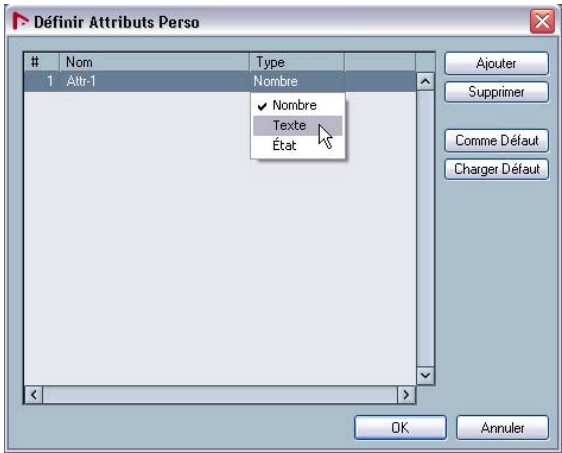 Définir Attributs Perso
# Nom Type
1 Attr-1 Nombre
Nombre
Texte
État
Ajouter
Supprimer
Comme Défaut
Charger Défaut
OK
Annuler